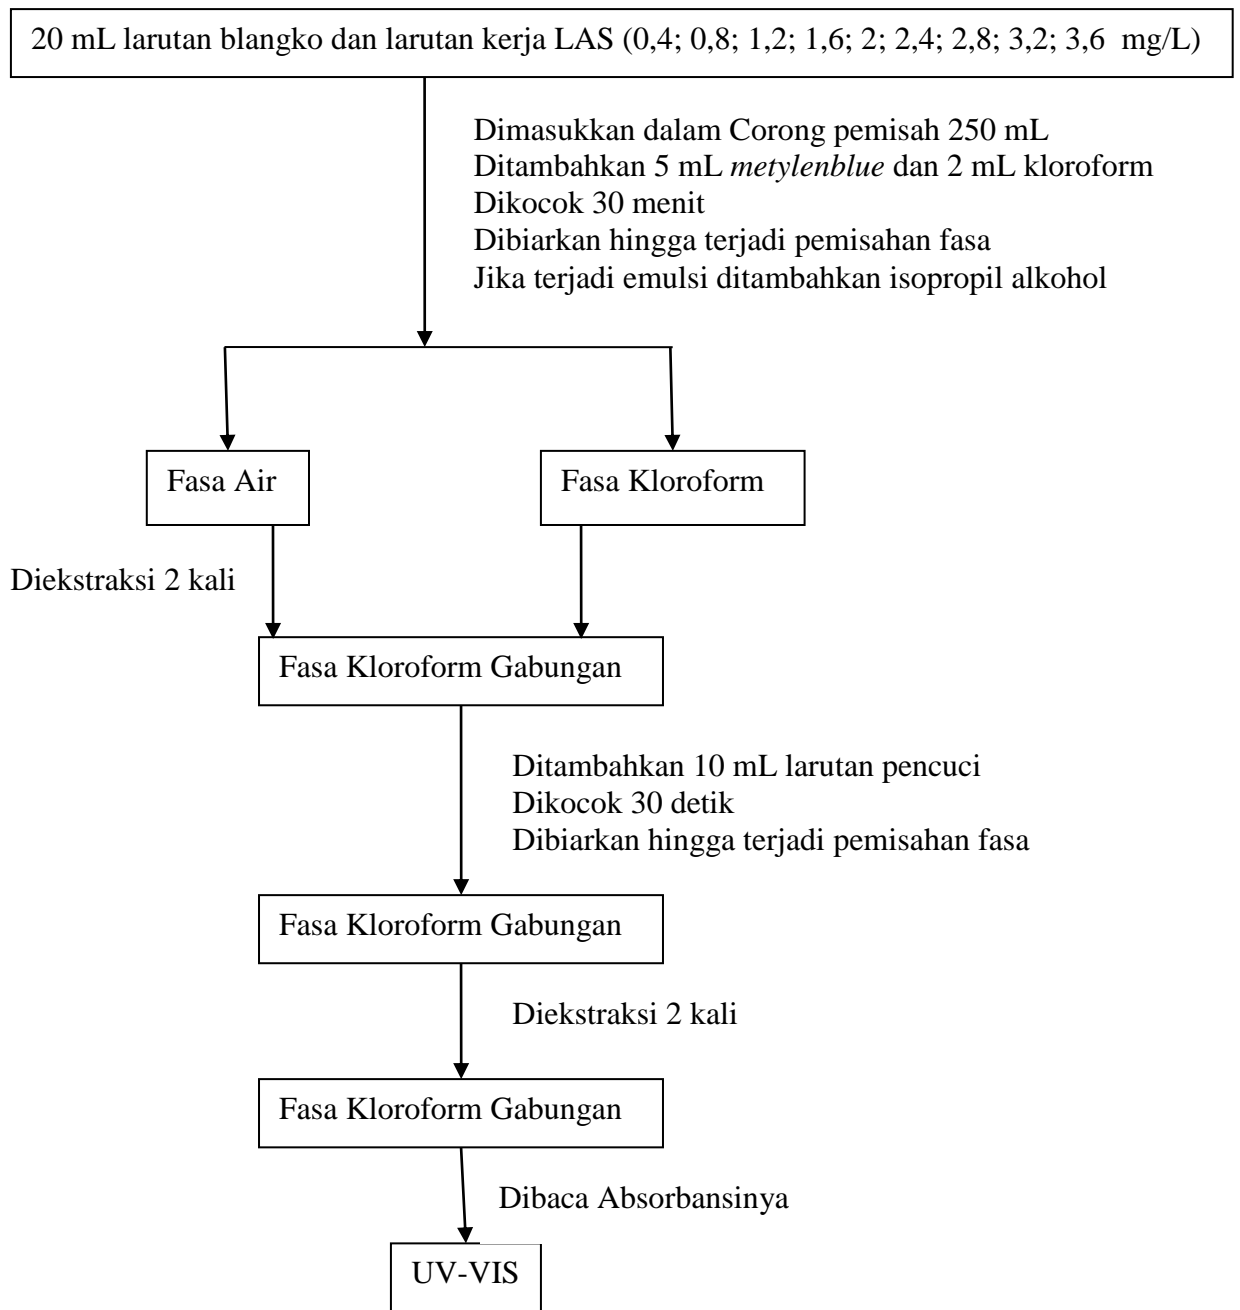 20 mL larutan blangko dan larutan kerja LAS (0,4; 0,8; 1,2; 1,6; 2; 2,4; 2,8; 3,2; 3,6 mg/L)
Dimasukkan dalam Corong pemisah 250 mL
Ditambahkan 5 mL metylenblue dan 2 mL kloroform
Dikocok 30 menit
Dibiarkan hingga terjadi pemisahan fasa
Jika terjadi emulsi ditambahkan isopropil alkohol
Fasa Air
Fasa Kloroform
Diekstraksi 2 kali
Fasa Kloroform Gabungan
Ditambahkan 10 mL larutan pencuci
Dikocok 30 detik
Dibiarkan hingga terjadi pemisahan fasa
Fasa Kloroform Gabungan
Diekstraksi 2 kali
Fasa Kloroform Gabungan
Dibaca Absorbansinya
UV-VIS